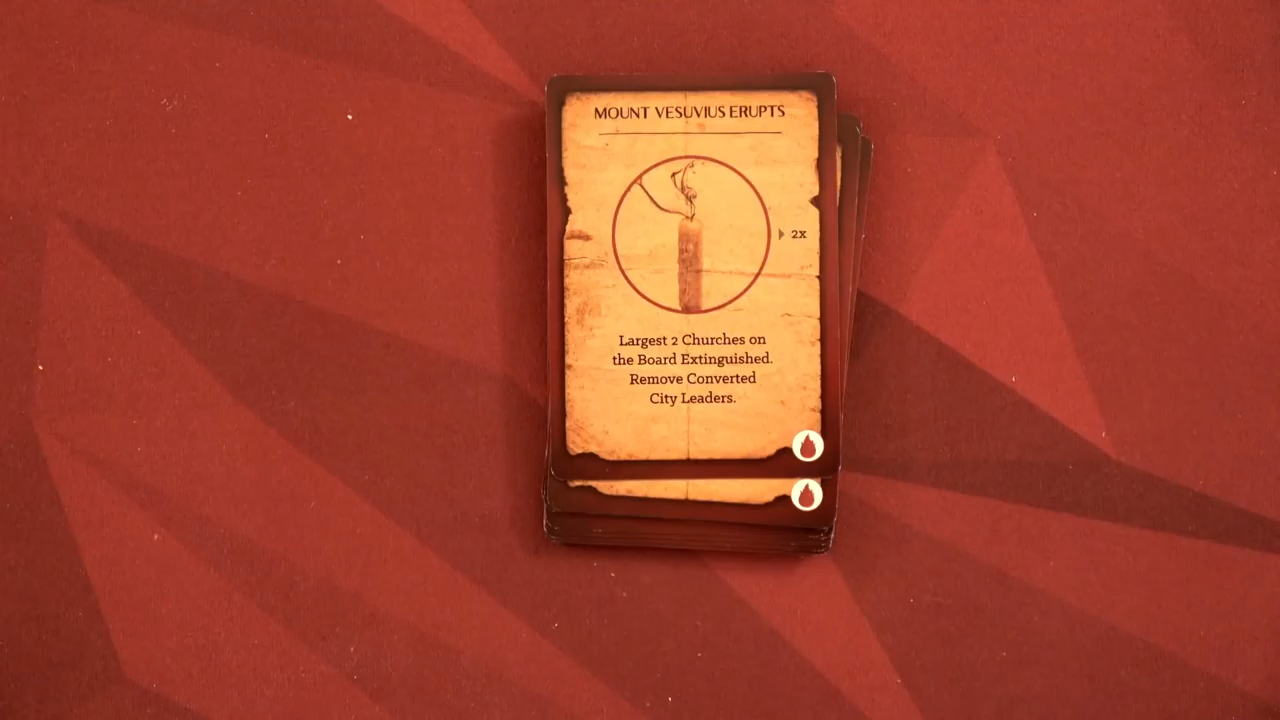 MOUNT VESUVIUS ERUPTS
2X
Largest 2 Churches on
the Board Extinguished.
Remove Converted
City Leaders.